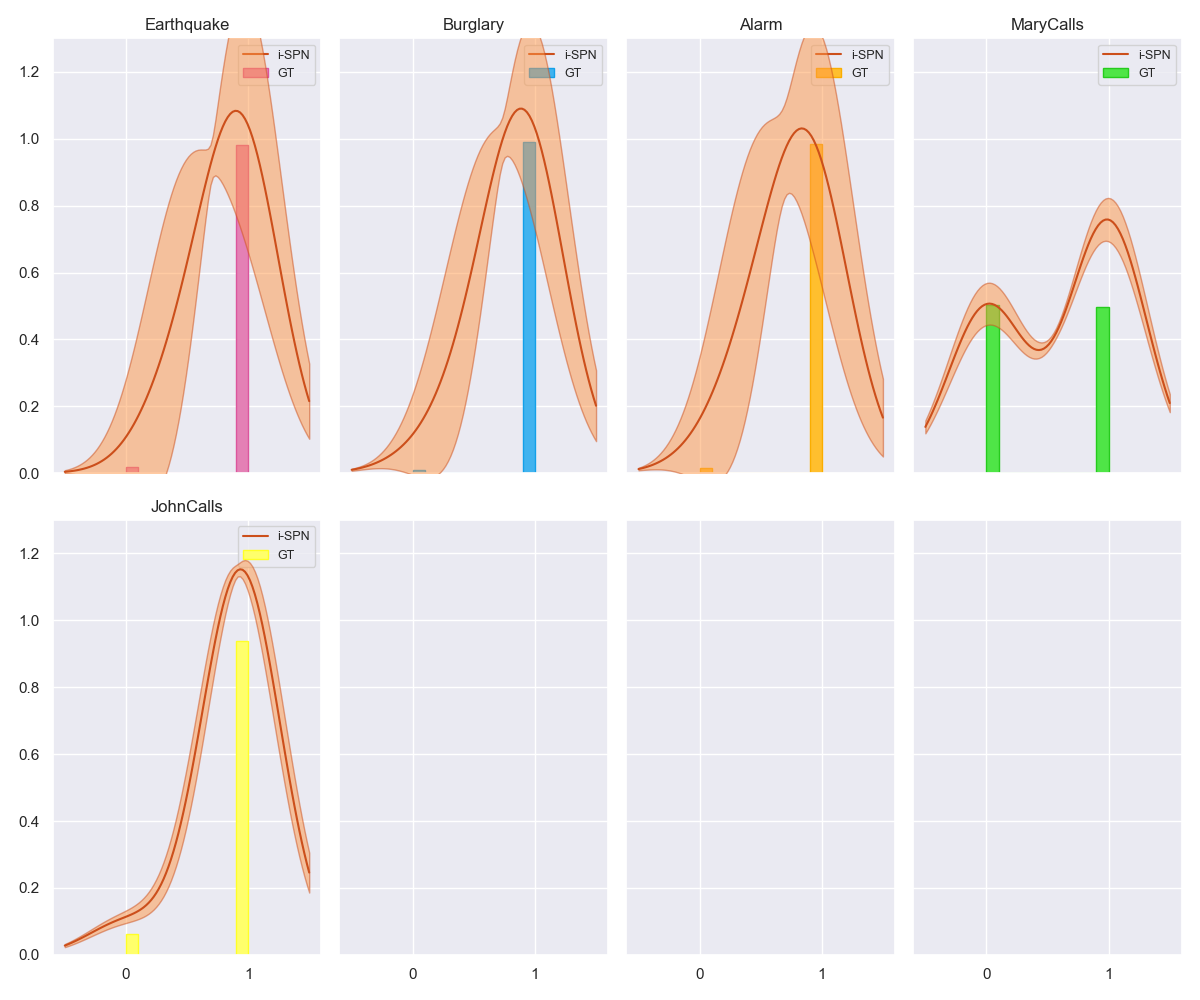 Earthquake
Burglary
Alarm
MaryCalls
i-SPN
GT
i-SPN
GT
i-SPN
GT
i-SPN
GT
1.2
1.0
0.8
0.6
0.4
0.2
0.0
JohnCalls
i-SPN
GT
1.2
1.0
0.8
0.6
0.4
0.2
0.0
0 1
0 1
0 1
0 1